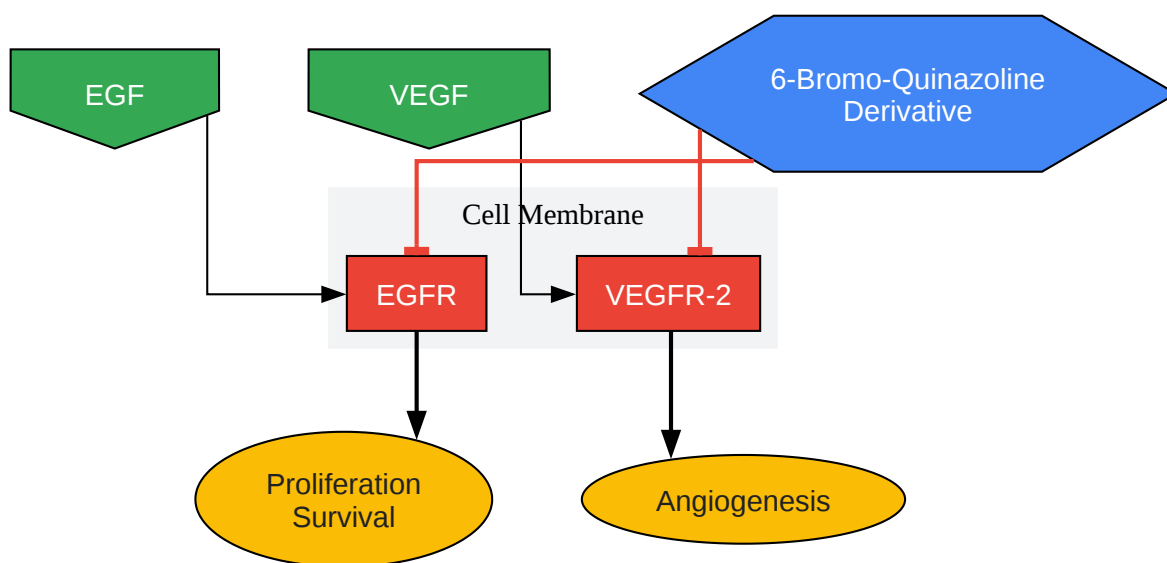 EGF
VEGF
6-Bromo-Quinazoline
Derivative
Cell Membrane
EGFR
VEGFR-2
Proliferation
Survival
Angiogenesis